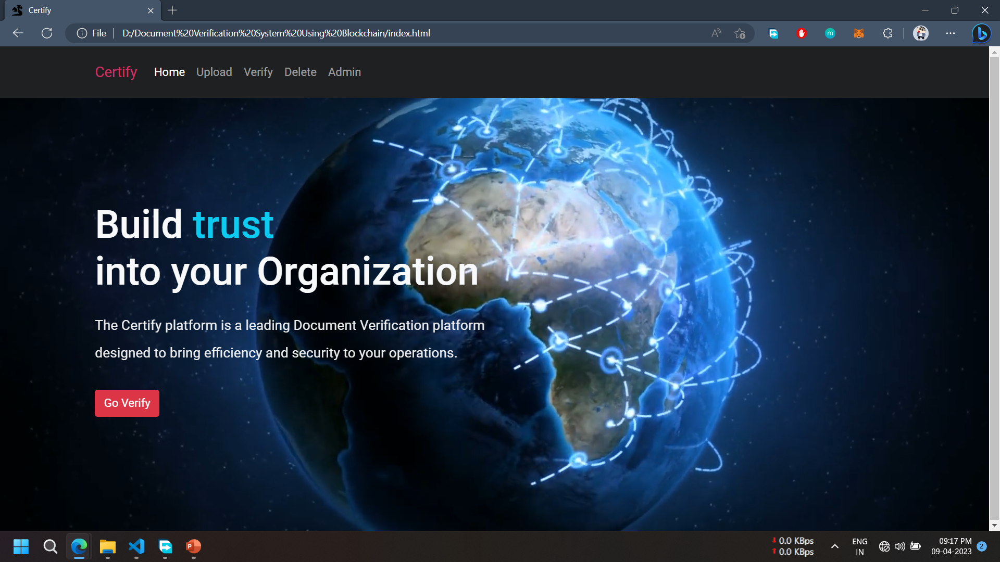 Certify
File
D:/Document%20Verification%20System%20Using%20Blockchain/index.html
m
Certify Home Upload Verify Delete Admin
Build trust
into your Organization
The Certify platform is a leading Document Verification platform
designed to bring efficiency and security to your operations.
Go Verify
P
0.0 KBps
0.0 KBps
ENG
IN
09:17 PM
09-04-2023
2